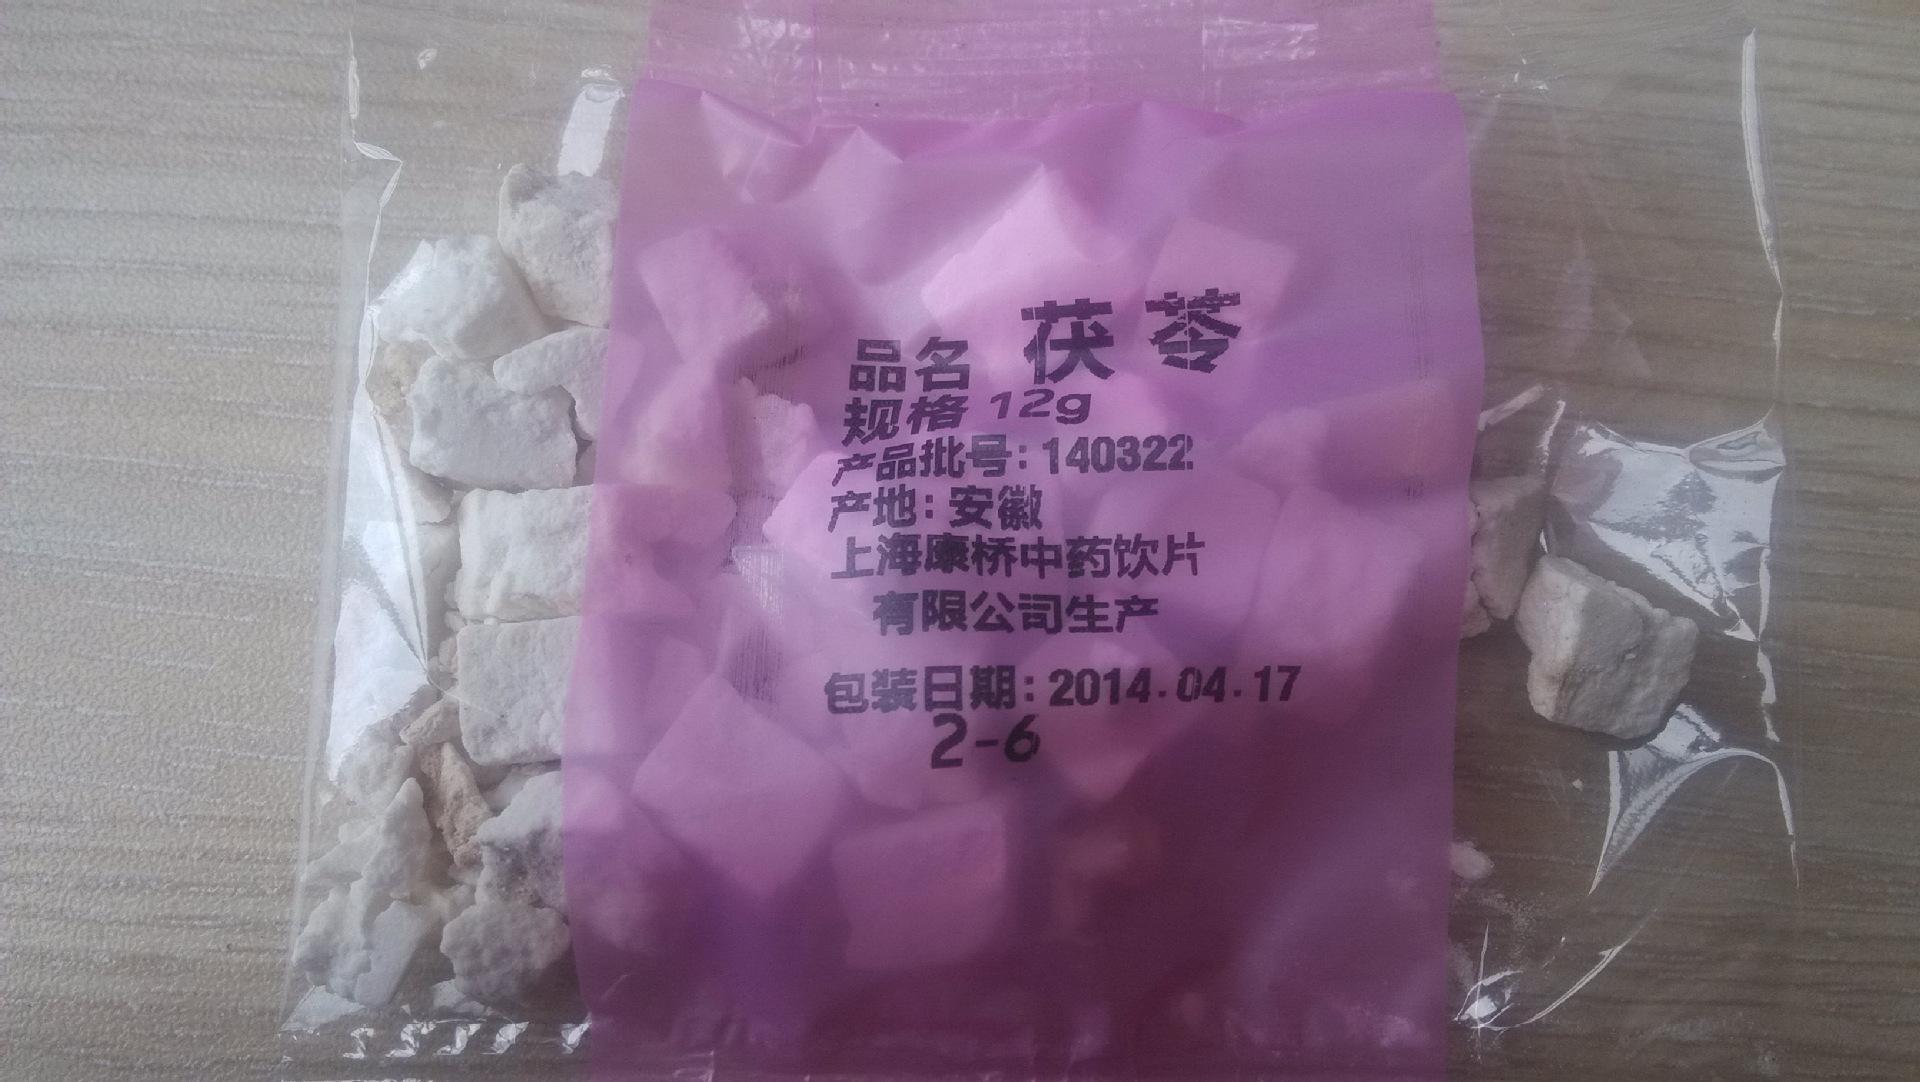 品名 茯苓
规格 12g
产品批号:140322
产地:安徽
上海康桥中药饮片
有限公司生产
包装日期:2014.04.17
2-6